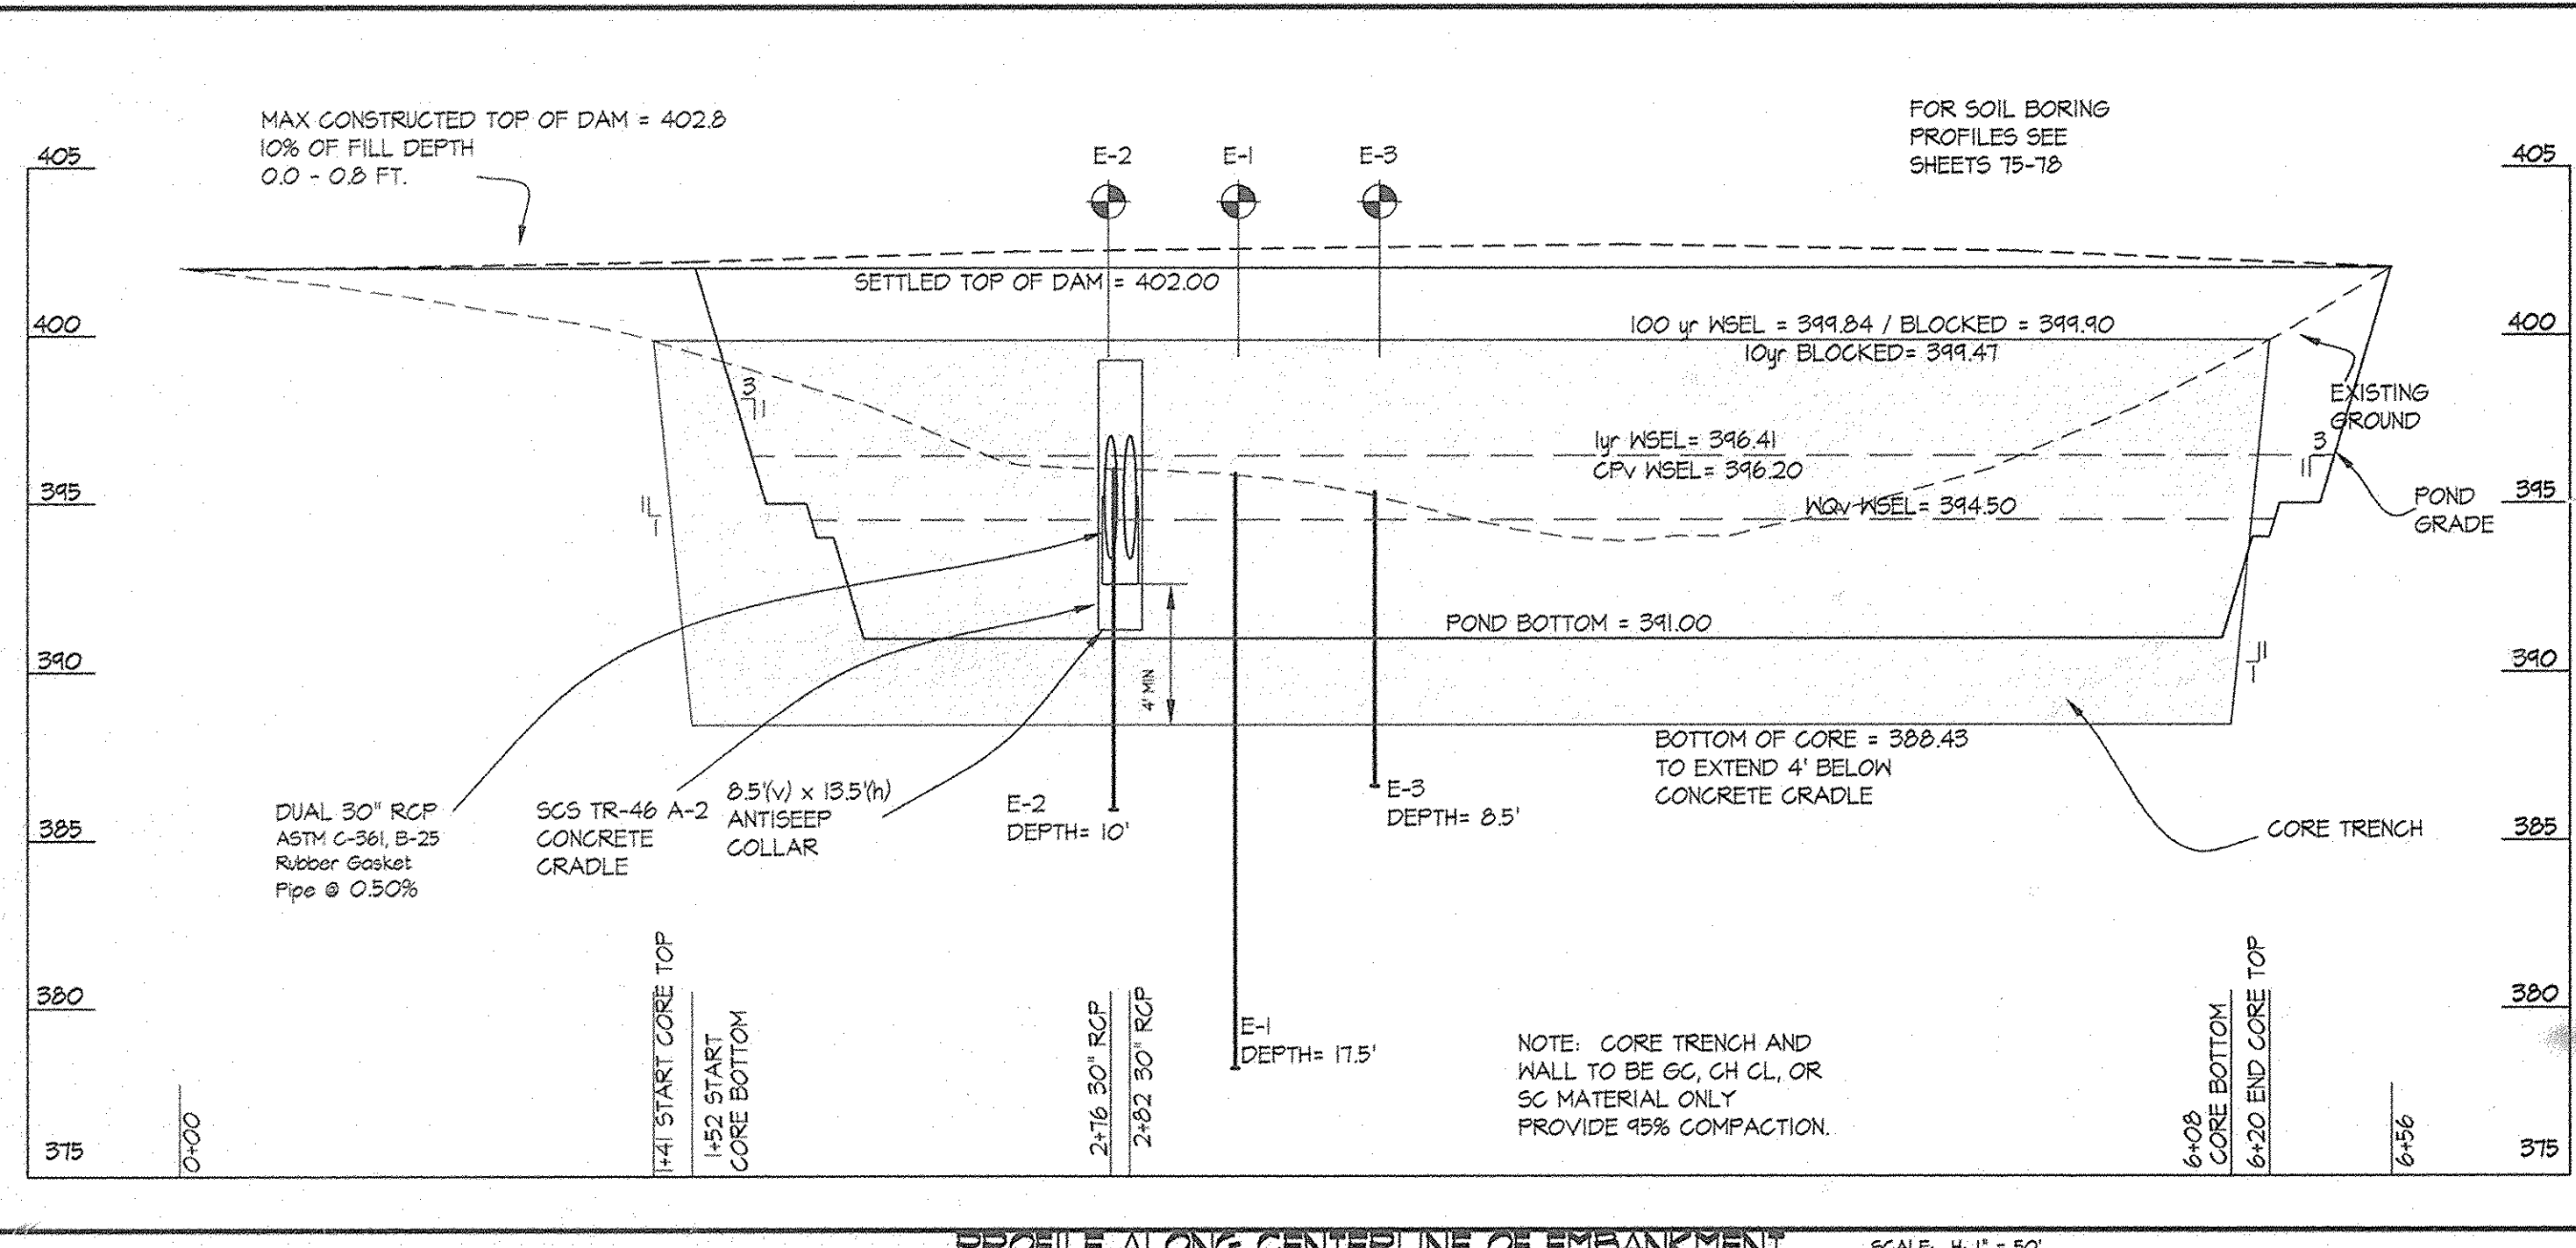 MAX CONSTRUCTED TOP OF DAM = 402.8
10% OF FILL DEPTH
0.0 - 0.8 FT.
FOR SOIL BORING
PROFILES SEE
SHEETS 75-78
E-2
E-1
E-3
405
405
SETTLED TOP OF DAM = 402.00
400
400
100 yr WSEL = 399.84 / BLOCKED = 399.90
10yr BLOCKED= 399.47
3
1
EXISTING
GROUND
1yr WSEL= 396.41
CPv WSEL= 396.20
3
1
395
395
1
1
WQv WSEL= 394.50
POND
GRADE
POND BOTTOM = 391.00
390
390
4' MIN
1
1
BOTTOM OF CORE = 388.43
TO EXTEND 4' BELOW
CONCRETE CRADLE
DUAL 30" RCP
ASTM C-361, B-25
Rubber Gasket
Pipe @ 0.50%
SCS TR-46 A-2
CONCRETE
CRADLE
8.5'(v) x 13.5'(h)
ANTISEEP
COLLAR
E-2
DEPTH= 10'
E-3
DEPTH= 8.5'
385
385
CORE TRENCH
380
380
E-1
DEPTH= 17.5'
NOTE: CORE TRENCH AND
WALL TO BE GC, CH CL, OR
SC MATERIAL ONLY
PROVIDE 95% COMPACTION.
375
375
0+00
1+41 START CORE TOP
1+52 START
CORE BOTTOM
2+76 30" RCP
2+82 30" RCP
6+08
CORE BOTTOM
6+20 END CORE TOP
6+56
PROFILE ALONG CENTERLINE OF EMBANKMENT
SCALE: H: 1" = 50'